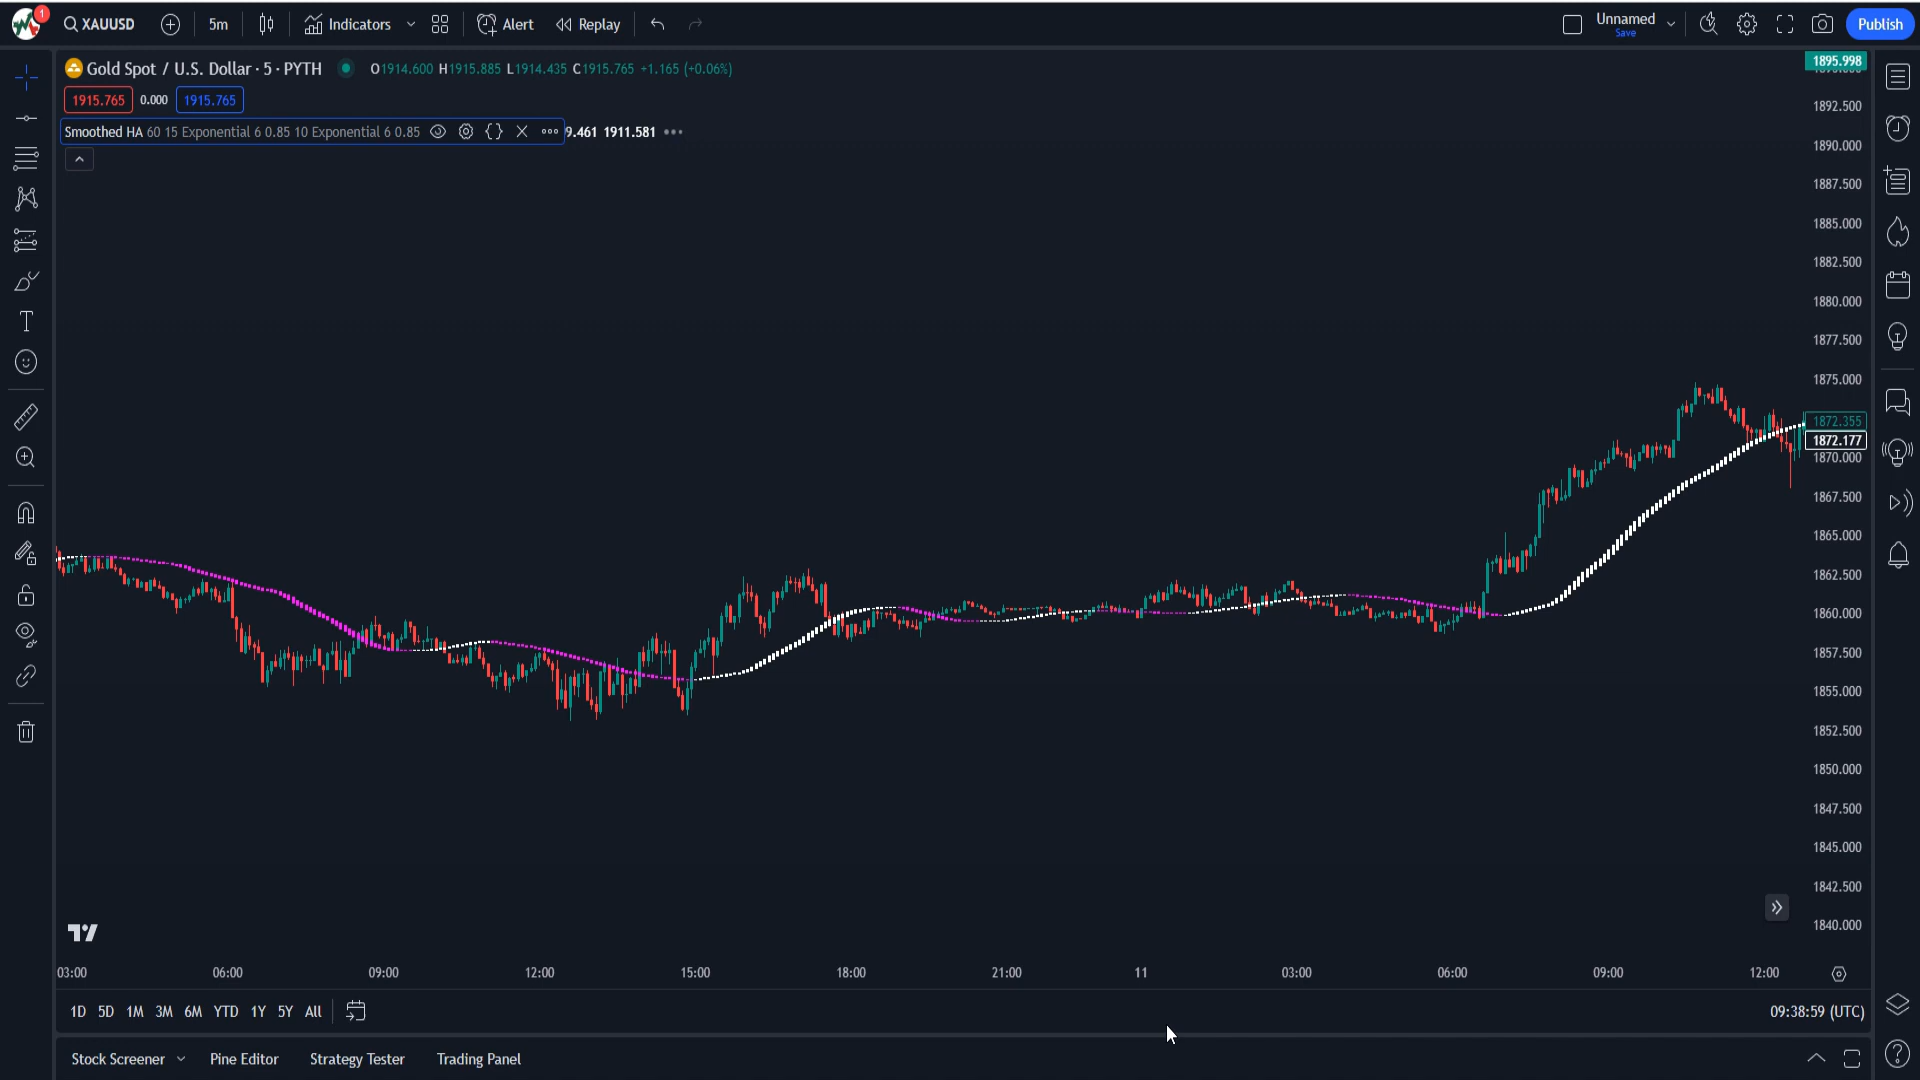 1
XAUUSD
5m
Indicators
Alert
Replay
Unnamed
Save
Publish
Gold Spot / U.S. Dollar · 5 · PYTH
O1914.600 H1915.885 L1914.435 C1915.765 +1.165 (+0.06%)
1915.765 0.000 1915.765
Smoothed HA 60 15 Exponential 6 0.85 10 Exponential 6 0.85
9.461 1911.581
1895.998
1892.500
1890.000
1887.500
1885.000
1882.500
1880.000
1877.500
1875.000
1872.355
1872.177
1870.000
1867.500
1865.000
1862.500
1860.000
1857.500
1855.000
1852.500
1850.000
1847.500
1845.000
1842.500
1840.000
03:00 06:00 09:00 12:00 15:00 18:00 21:00 11 03:00 06:00 09:00 12:00
1D 5D 1M 3M 6M YTD 1Y 5Y All
09:38:59 (UTC)
Stock Screener Pine Editor Strategy Tester Trading Panel